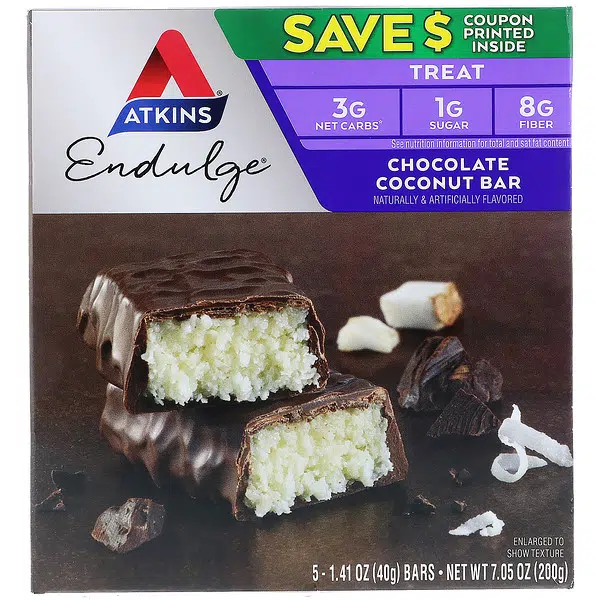 SAVE $ COUPON
PRINTED
INSIDE
TREAT
3G
NET CARBS*
1G
SUGAR
8G
FIBER
See nutrition information for total and sat fat content
ATKINS®
Endulge®
CHOCOLATE
COCONUT BAR
NATURALLY & ARTIFICIALLY FLAVORED
ENLARGED TO
SHOW TEXTURE
5 - 1.41 OZ (40g) BARS • NET WT 7.05 OZ (200g)